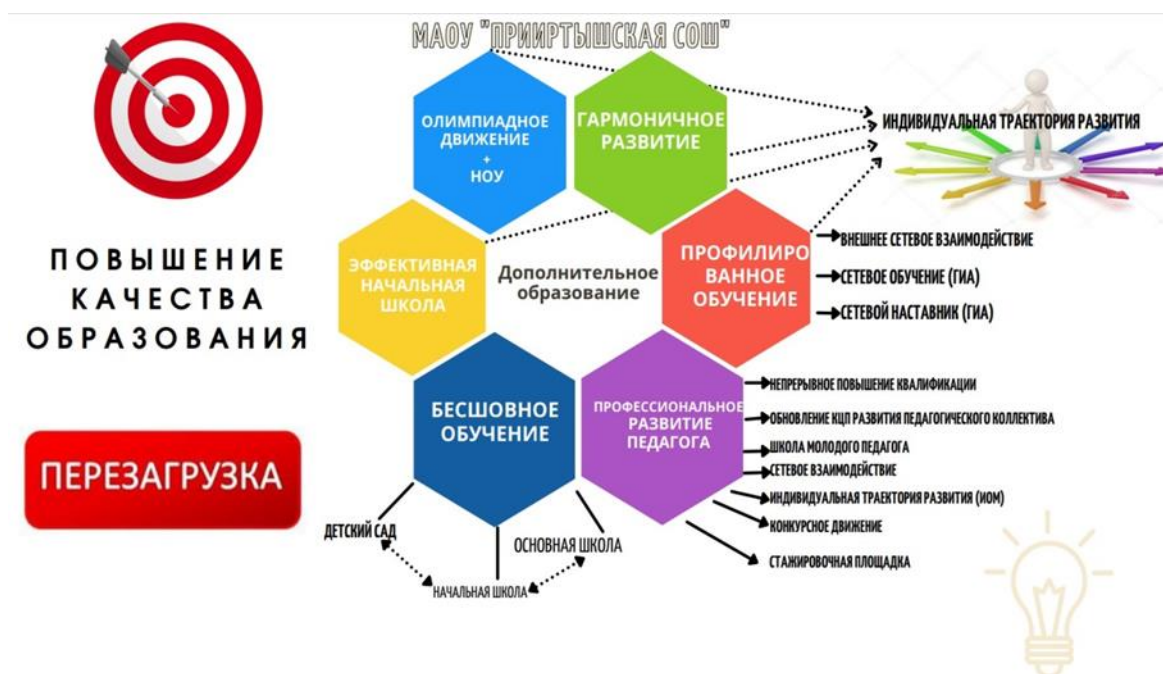 МАОУ "ПРИИРТЫШСКАЯ СОШ"
ПОВЫШЕНИЕ
КАЧЕСТВА
ОБРАЗОВАНИЯ
ПЕРЕЗАГРУЗКА
ОЛИМПИАДНОЕ
ДВИЖЕНИЕ
+
НОУ
ГАРМОНИЧНОЕ
РАЗВИТИЕ
ИНДИВИДУАЛЬНАЯ ТРАЕКТОРИЯ РАЗВИТИЯ
ЭФФЕКТИВНАЯ
НАЧАЛЬНАЯ
ШКОЛА
Дополнительное
образование
ПРОФИЛИРО
ВАННОЕ
ОБУЧЕНИЕ
ВНЕШНЕЕ СЕТЕВОЕ ВЗАИМОДЕЙСТВИЕ
СЕТЕВОЕ ОБУЧЕНИЕ (ГИА)
СЕТЕВОЙ НАСТАВНИК (ГИА)
БЕСШОВНОЕ
ОБУЧЕНИЕ
ПРОФЕССИОНАЛЬНОЕ
РАЗВИТИЕ
ПЕДАГОГА
НЕПРЕРЫВНОЕ ПОВЫШЕНИЕ КВАЛИФИКАЦИИ
ОБНОВЛЕНИЕ КЦП РАЗВИТИЯ ПЕДАГОГИЧЕСКОГО КОЛЛЕКТИВА
ШКОЛА МОЛОДОГО ПЕДАГОГА
СЕТЕВОЕ ВЗАИМОДЕЙСТВИЕ
ИНДИВИДУАЛЬНАЯ ТРАЕКТОРИЯ РАЗВИТИЯ (ИОМ)
КОНКУРСНОЕ ДВИЖЕНИЕ
СТАЖИРОВОЧНАЯ ПЛОЩАДКА
ДЕТСКИЙ САД
НАЧАЛЬНАЯ ШКОЛА
ОСНОВНАЯ ШКОЛА